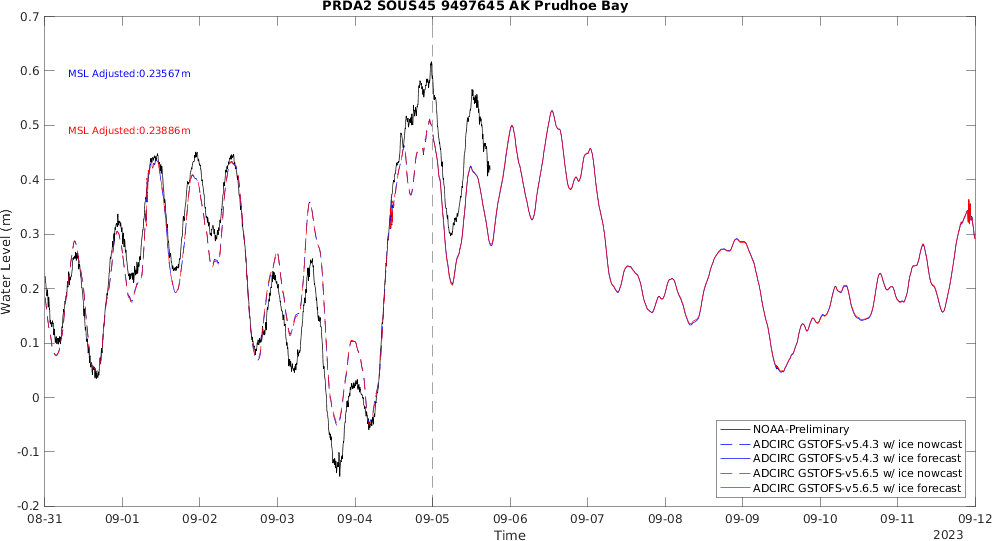 PRDA2 SOUS45 9497645 AK Prudhoe Bay
0.7
0.6
0.5
0.4
0.3
0.2
0.1
0
-0.1
-0.2
Water Level (m)
MSL Adjusted:0.23567m
MSL Adjusted:0.23886m
NOAA-Preliminary
ADCIRC GSTOFS-v5.4.3 w/ ice nowcast
ADCIRC GSTOFS-v5.4.3 w/ ice forecast
ADCIRC GSTOFS-v5.6.5 w/ ice nowcast
ADCIRC GSTOFS-v5.6.5 w/ ice forecast
08-31 09-01 09-02 09-03 09-04 09-05 09-06 09-07 09-08 09-09 09-10 09-11 09-12
Time
2023